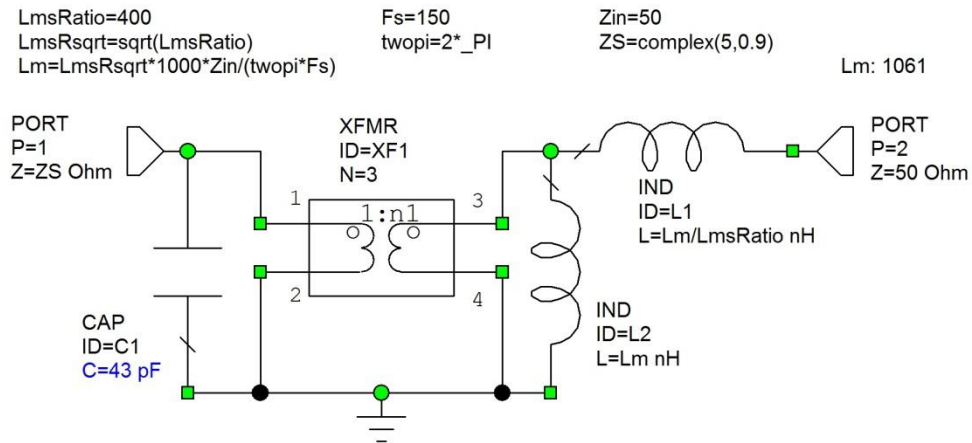 LmsRatio=400
LmsRsqrt=sqrt(LmsRatio)
Lm=LmsRsqrt*1000*Zin/(twopi*Fs)
Fs=150
twopi=2*_PI
Zin=50
ZS=complex(5,0.9)
Lm: 1061
PORT
P=1
Z=ZS Ohm
XFMR
ID=XF1
N=3
1
3
1:n1
2
4
CAP
ID=C1
C=43 pF
IND
ID=L1
L=Lm/LmsRatio nH
IND
ID=L2
L=Lm nH
PORT
P=2
Z=50 Ohm